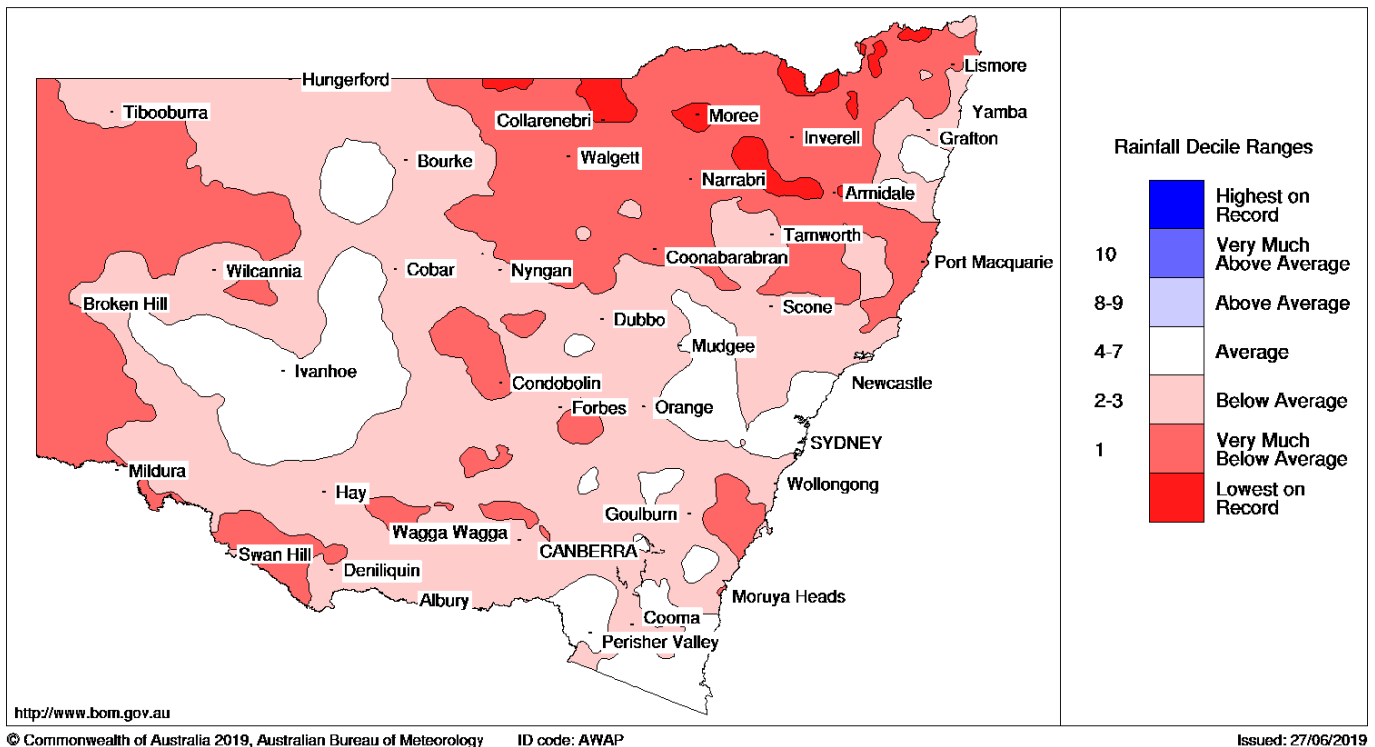 Hungerford
Tibooburra
Collarenebri
Moree
Lismore
Yamba
Grafton
Inverell
Bourke
Walgett
Narrabri
Armidale
Tamworth
Coonabarabran
Port Macquarie
Wilcannia
Cobar
Nyngan
Broken Hill
Scone
Dubbo
Mudgee
Ivanhoe
Condobolin
Newcastle
Forbes
Orange
SYDNEY
Mildura
Hay
Wollongong
Goulburn
Wagga Wagga
CANBERRA
Swan Hill
Deniliquin
Albury
Moruya Heads
Cooma
Perisher Valley
http://www.bom.gov.au
Rainfall Decile Ranges
Highest on
Record
10
Very Much
Above Average
8-9
Above Average
4-7
Average
2-3
Below Average
1
Very Much
Below Average
Lowest on
Record
© Commonwealth of Australia 2019, Australian Bureau of Meteorology ID code: AWAP Issued: 27/06/2019